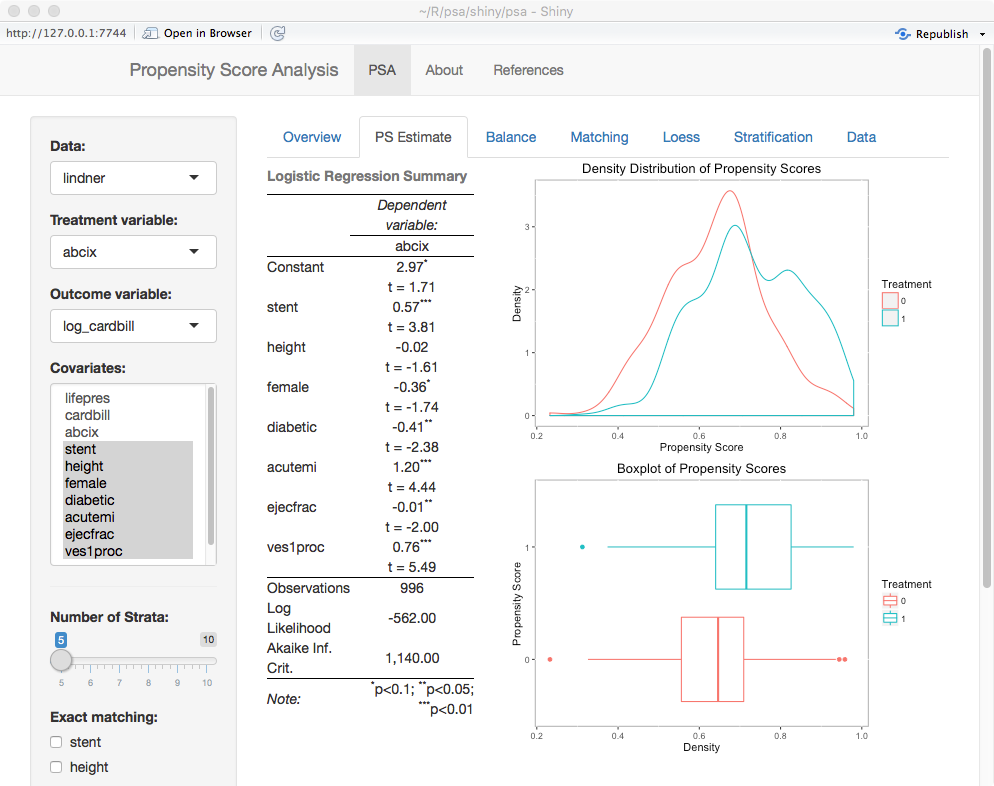 ~/R/psa/shiny/psa - Shiny
http://127.0.0.1:7744 Open in Browser Republish
Propensity Score Analysis PSA About References
Data:
lindner
Treatment variable:
abcix
Outcome variable:
log_cardbill
Covariates:
lifepres
cardbill
abcix
stent
height
female
diabetic
acutemi
ejecfrac
ves1proc
Number of Strata:
5 10
5 6 7 8 9 10
Exact matching:
stent
height
Overview PS Estimate Balance Matching Loess Stratification Data
Logistic Regression Summary
Dependent
variable:
abcix
Constant 2.97*
t = 1.71
stent 0.57***
t = 3.81
height -0.02
t = -1.61
female -0.36*
t = -1.74
diabetic -0.41**
t = -2.38
acutemi 1.20***
t = 4.44
ejecfrac -0.01**
t = -2.00
ves1proc 0.76***
t = 5.49
Observations 996
Log
Likelihood -562.00
Akaike Inf.
Crit. 1,140.00
Note: *p<0.1; **p<0.05;
***p<0.01
Density Distribution of Propensity Scores
Density
3
2
1
0
0.2 0.4 0.6 0.8 1.0
Propensity Score
Treatment
0
1
Boxplot of Propensity Scores
Propensity Score
1
0
0.2 0.4 0.6 0.8 1.0
Density
Treatment
0
1